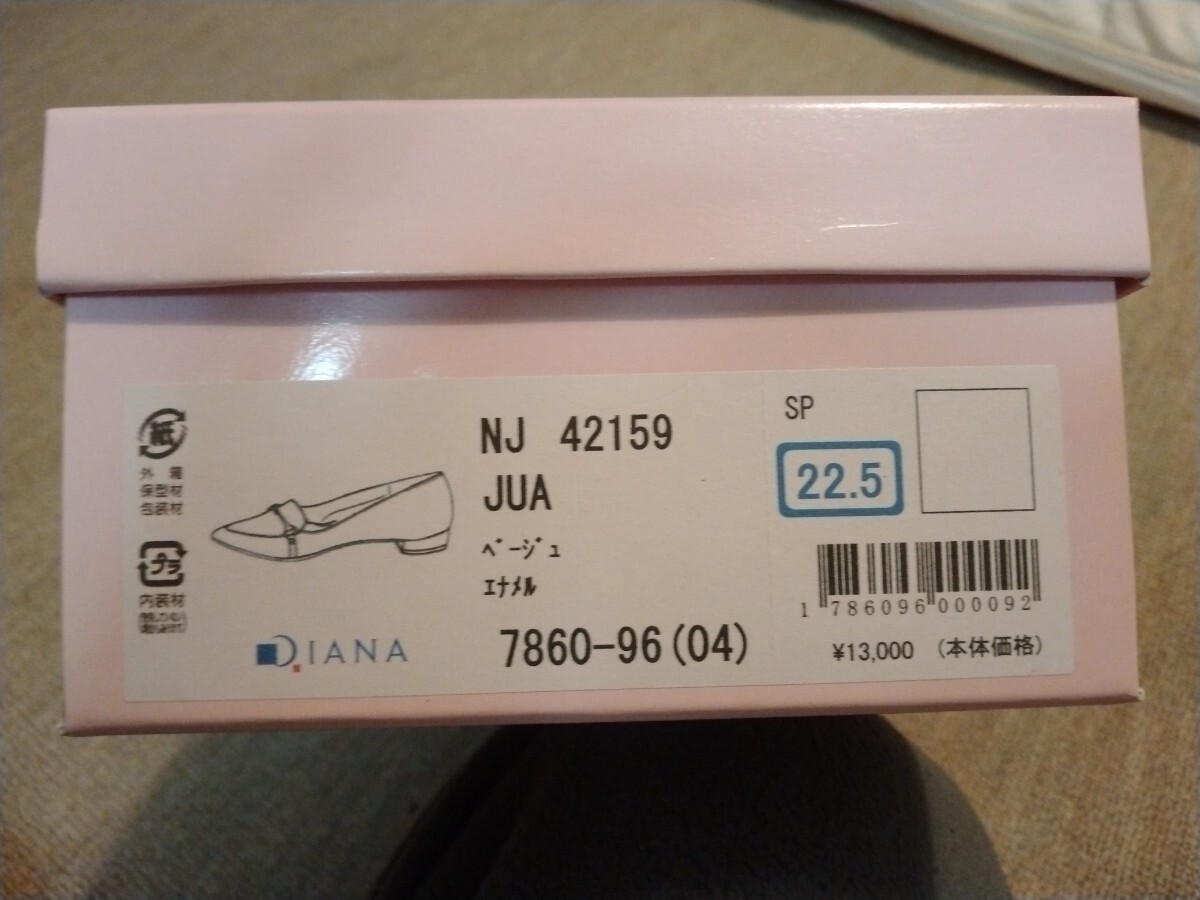 紙
外箱
保型材
包装材
プラ
内装材
DIANA
NJ 42159
JUA
ﾍﾞｰｼﾞｭ
ｴﾅﾒﾙ
7860-96(04)
SP
22.5
1 786096 000092
¥13,000 (本体価格)